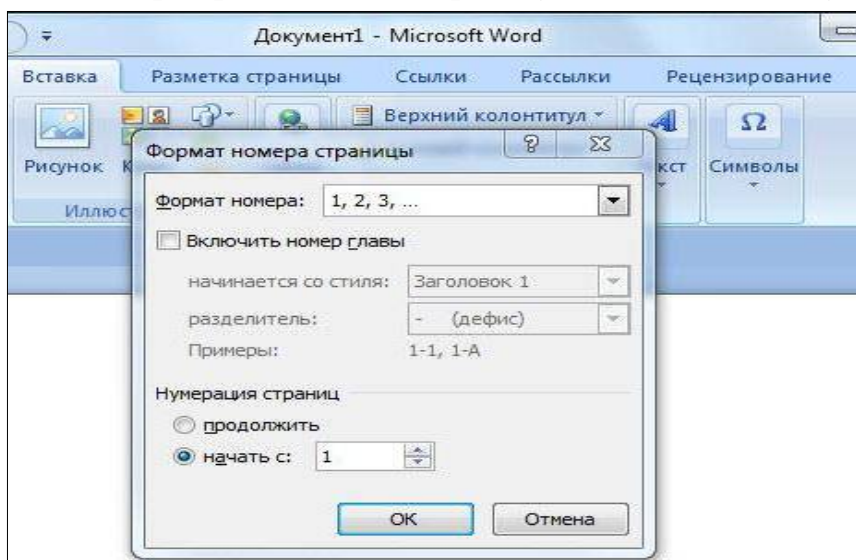 Документ1 - Microsoft Word
Вставка Разметка страницы Ссылки Рассылки Рецензирование
Верхний колонтитул
Рисунок
Символы
Формат номера страницы
Формат номера: 1, 2, 3, ...
Включить номер главы
начинается со стиля: Заголовок 1
разделитель: - (дефис)
Примеры: 1-1, 1-A
Нумерация страниц
продолжить
начать с: 1
ОК Отмена